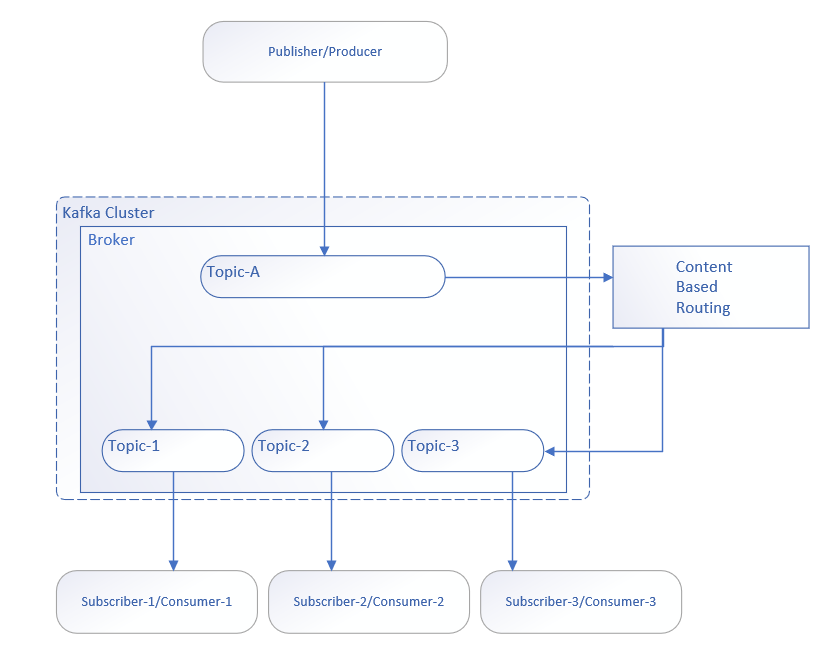 Publisher/Producer
Kafka Cluster
Broker
Topic-A
Content
Based
Routing
Topic-1
Topic-2
Topic-3
Subscriber-1/Consumer-1
Subscriber-2/Consumer-2
Subscriber-3/Consumer-3